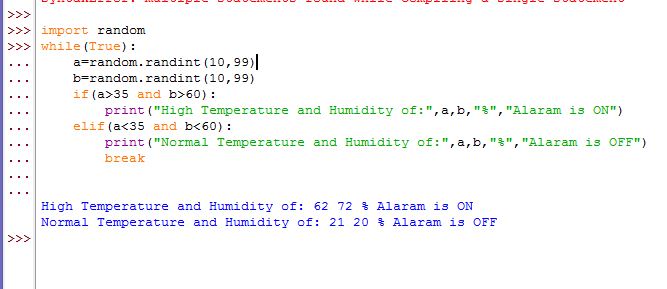 SyntaxError: multiple statements found while compiling a single statement
>>>
>>> import random
>>> while(True):
...     a=random.randint(10,99)
...     b=random.randint(10,99)
...     if(a>35 and b>60):
...         print("High Temperature and Humidity of:",a,b,"%","Alaram is ON")
...     elif(a<35 and b<60):
...         print("Normal Temperature and Humidity of:",a,b,"%","Alaram is OFF")
...         break
...
...
High Temperature and Humidity of: 62 72 % Alaram is ON
Normal Temperature and Humidity of: 21 20 % Alaram is OFF
>>>